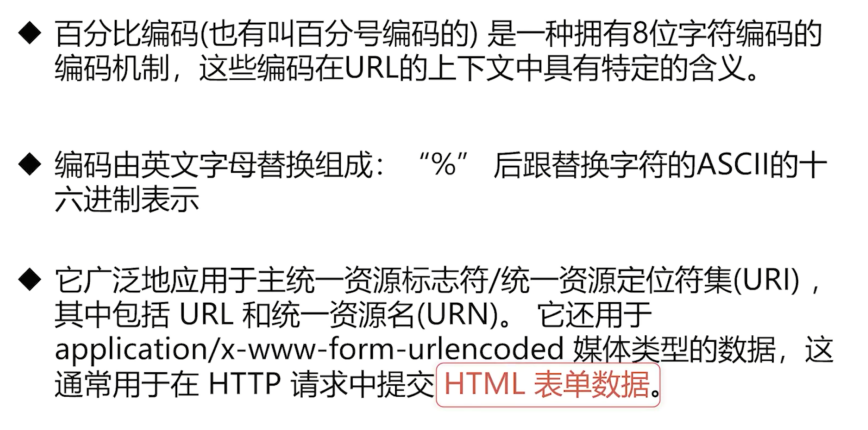 ◆ 百分比编码(也有叫百分号编码的) 是一种拥有8位字符编码的
编码机制，这些编码在URL的上下文中具有特定的含义。
◆ 编码由英文字母替换组成： “%” 后跟替换字符的ASCII的十
六进制表示
◆ 它广泛地应用于主统一资源标志符/统一资源定位符集(URI) ，
其中包括 URL 和统一资源名(URN)。 它还用于
application/x-www-form-urlencoded 媒体类型的数据，这
通常用于在 HTTP 请求中提交 HTML 表单数据。